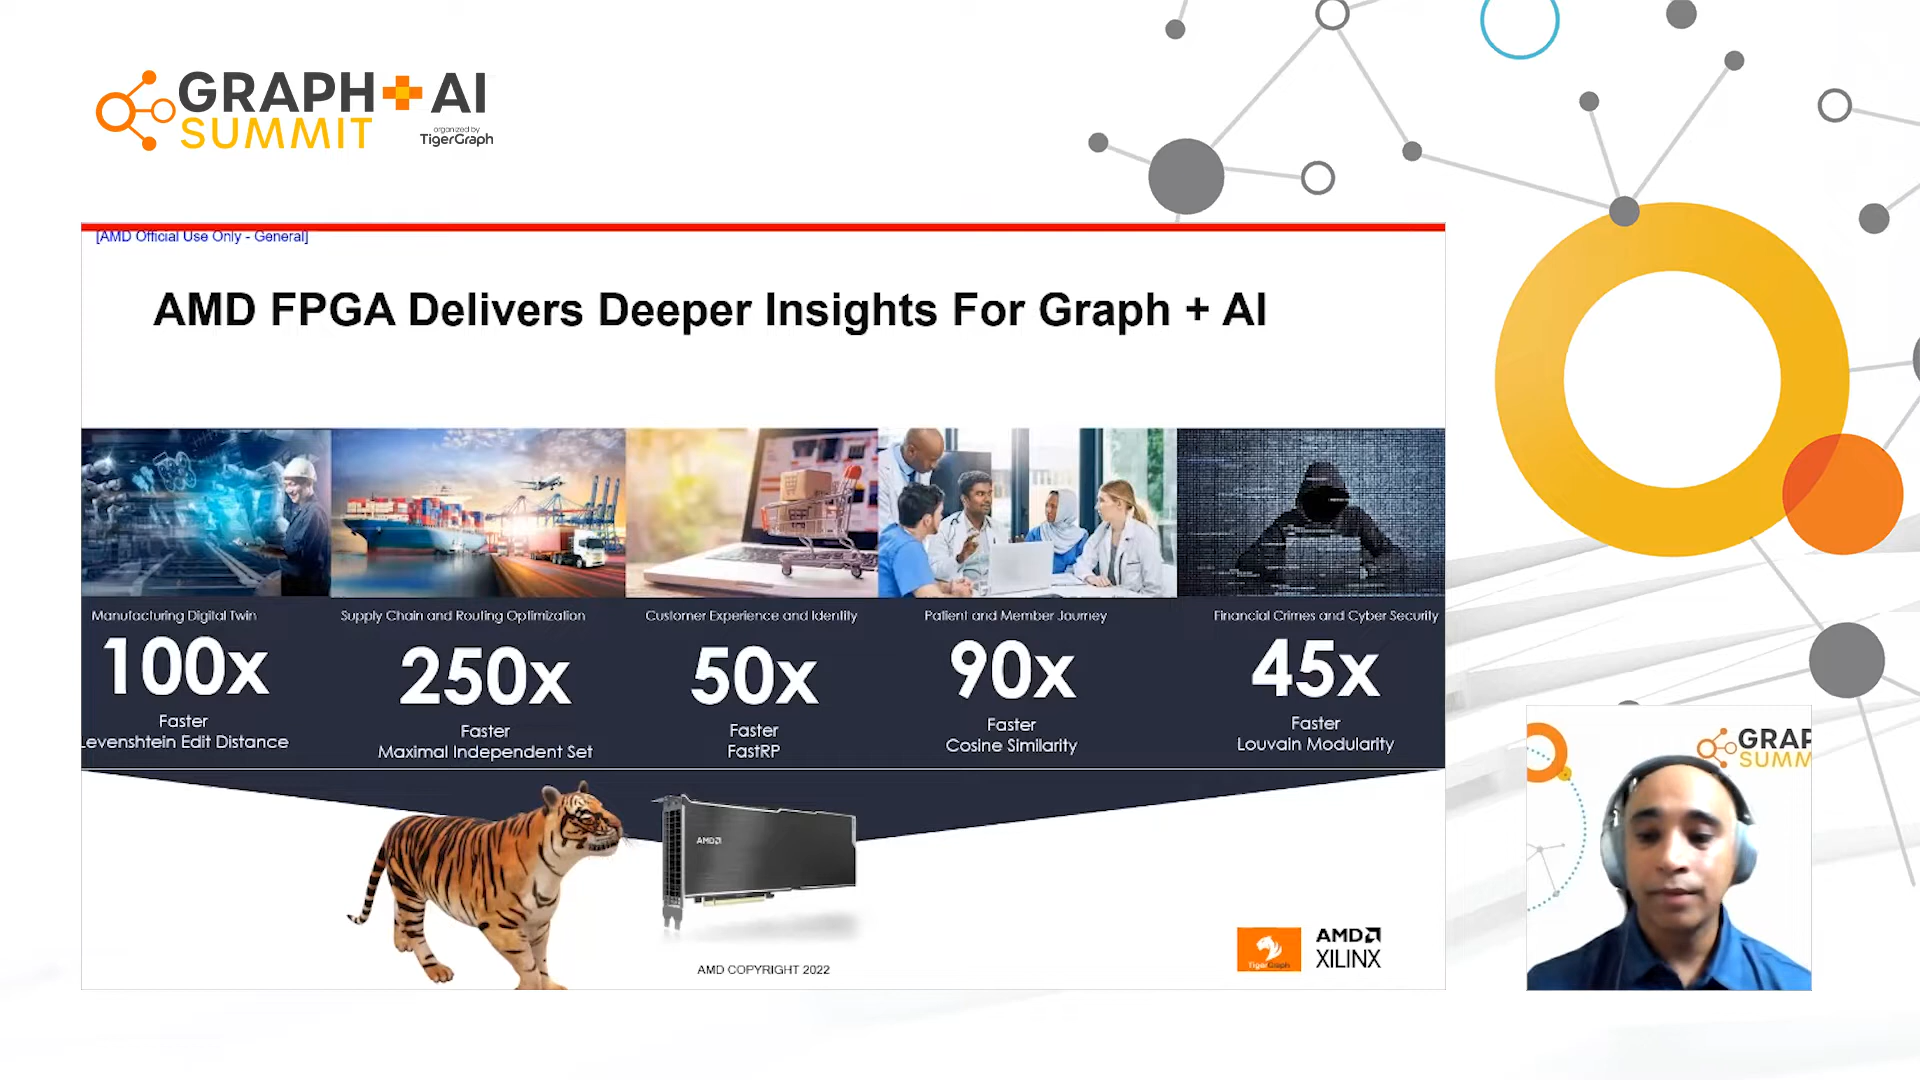 GRAPH+AI
SUMMIT
organized by
TigerGraph
[AMD Official Use Only - General]
AMD FPGA Delivers Deeper Insights For Graph + AI
Manufacturing Digital Twin
100x
Faster
Levenshtein Edit Distance
Supply Chain and Routing Optimization
250x
Faster
Maximal Independent Set
Customer Experience and Identity
50x
Faster
FastRP
Patient and Member Journey
90x
Faster
Cosine Similarity
Financial Crimes and Cyber Security
45x
Faster
Louvain Modularity
AMD
AMD COPYRIGHT 2022
TigerGraph
AMD
XILINX
GRAP
SUMM